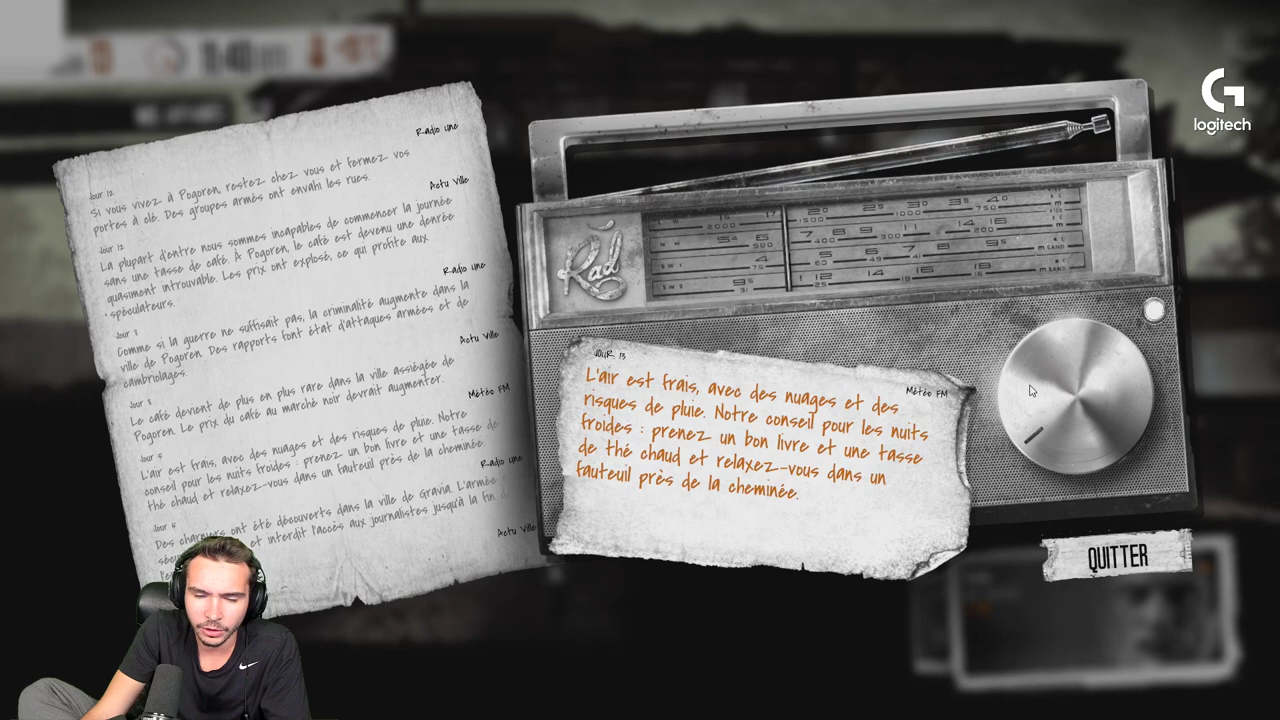 Radio Une
Jour 12
Si vous vivez à Pogoren, restez chez vous et fermez vos
portes à clé. Des groupes armés ont envahi les rues.
Actu Ville
Jour 12
La plupart d'entre nous sommes incapables de commencer la journée
sans une tasse de café. À Pogoren, le café est devenu une denrée
quasiment introuvable. Les prix ont explosé, ce qui profite aux
spéculateurs.
Radio Une
Jour 8
Comme si la guerre ne suffisait pas, la criminalité augmente dans la
ville de Pogoren. Des rapports font état d'attaques armées et de
cambriolages.
Actu Ville
Jour 8
Le café devient de plus en plus rare dans la ville assiégée de
Pogoren. Le prix du café au marché noir devrait augmenter.
Météo FM
Jour 5
L'air est frais, avec des nuages et des risques de pluie. Notre
conseil pour les nuits froides : prenez un bon livre et une tasse de
thé chaud et relaxez-vous dans un fauteuil près de la cheminée.
Radio Une
Jour 4
Des charniers ont été découverts dans la ville de Gravia. L'armée
et interdit l'accès aux journalistes jusqu'à la fin
Actu Ville
Rad
JOUR 13
Météo FM
L'air est frais, avec des nuages et des
risques de pluie. Notre conseil pour les nuits
froides : prenez un bon livre et une tasse
de thé chaud et relaxez-vous dans un
fauteuil près de la cheminée.
QUITTER
logitech